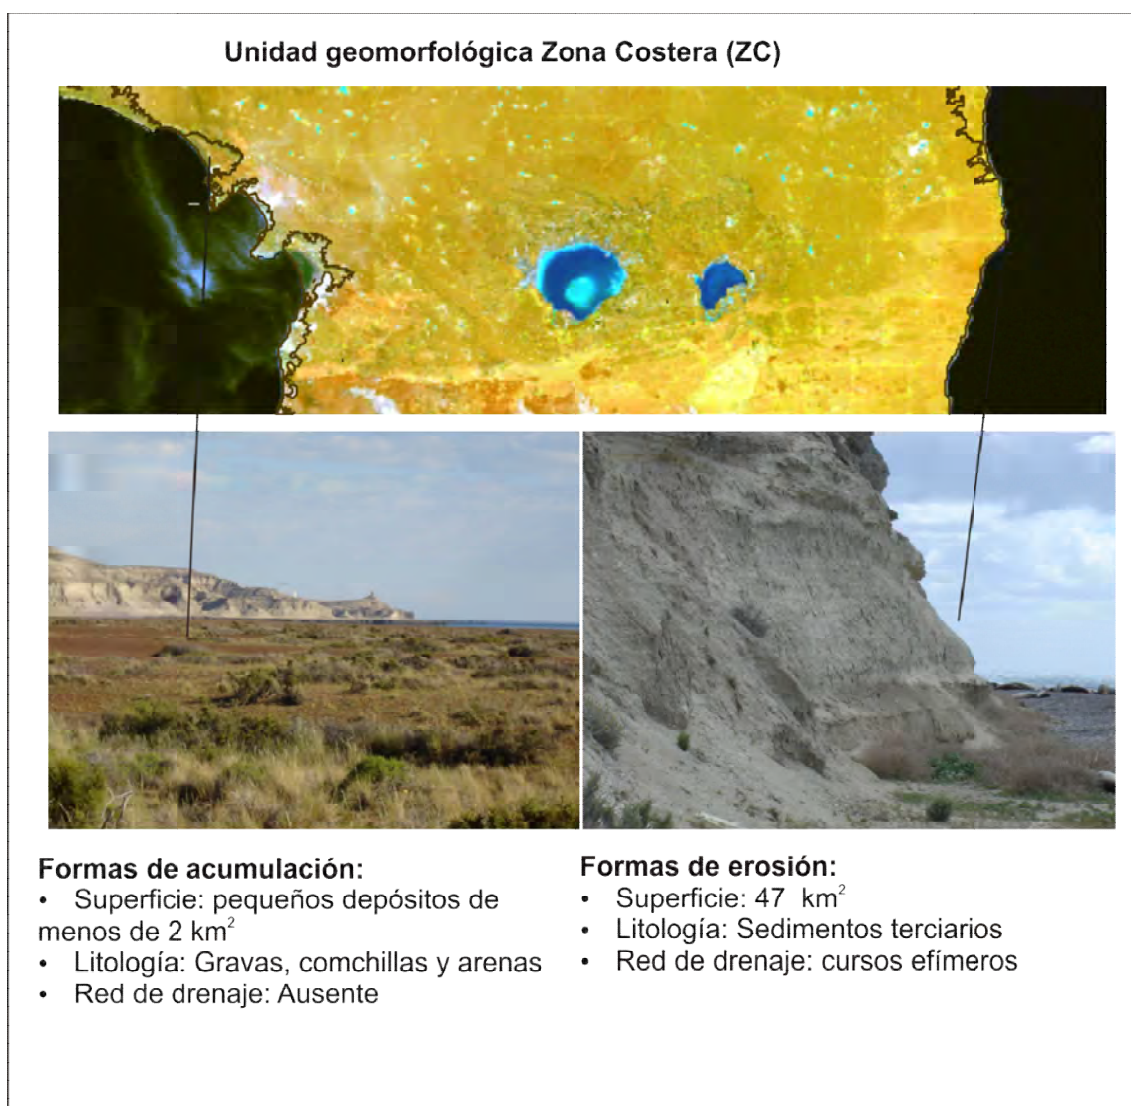 Unidad geomorfológica Zona Costera (ZC)
Formas de acumulación:
• Superficie: pequeños depósitos de
menos de 2 km²
• Litología: Gravas, comchillas y arenas
• Red de drenaje: Ausente
Formas de erosión:
• Superficie: 47 km²
• Litología: Sedimentos terciarios
• Red de drenaje: cursos efímeros